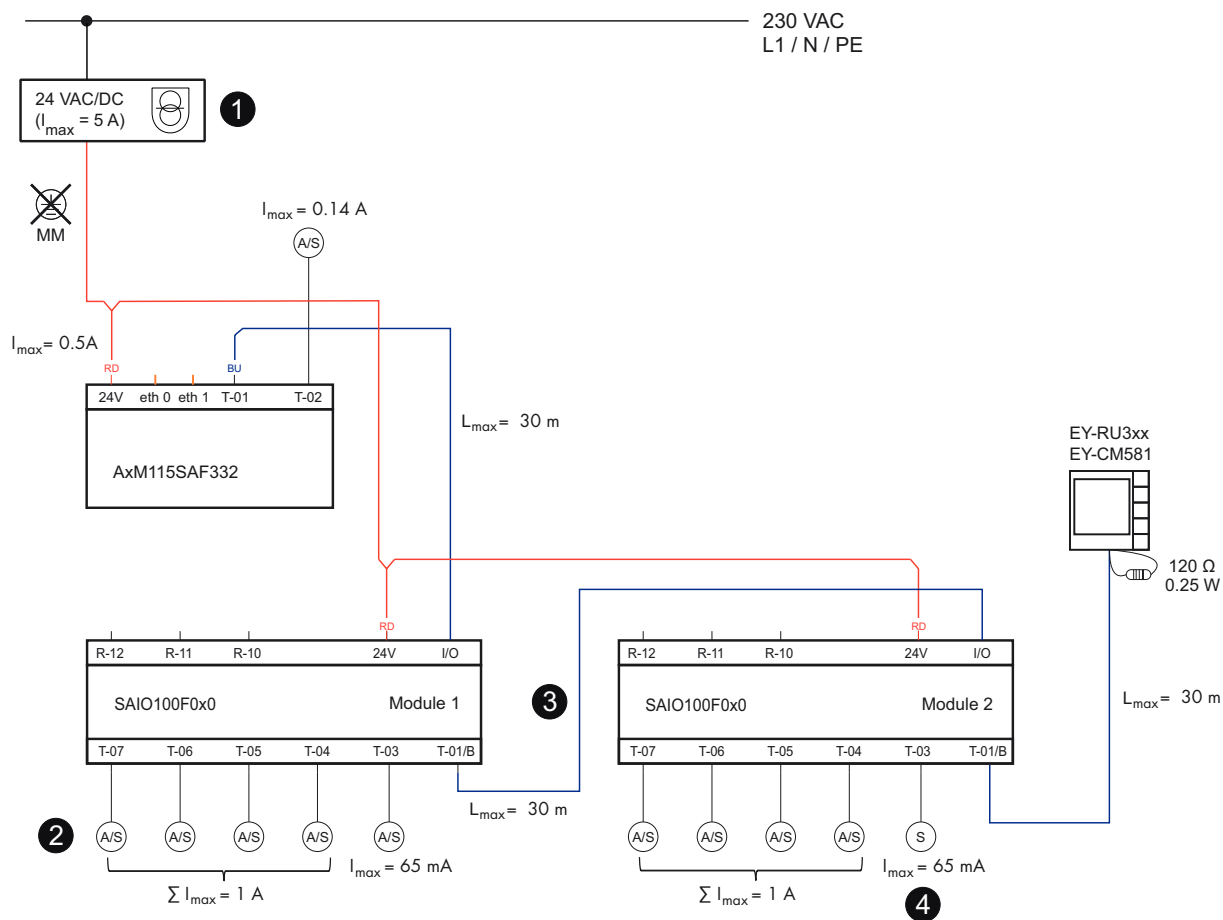 230 VAC
L1 / N / PE
24 VAC/DC
(Imax = 5 A)
1
MM
Imax = 0.14 A
A/S
Imax = 0.5A
RD
BU
24V eth 0 eth 1 T-01 T-02
AxM115SAF332
Lmax = 30 m
EY-RU3xx
EY-CM581
120 Ω
0.25 W
RD
RD
R-12 R-11 R-10 24V I/O
SAIO100F0x0 Module 1
T-07 T-06 T-05 T-04 T-03 T-01/B
3
R-12 R-11 R-10 24V I/O
SAIO100F0x0 Module 2
T-07 T-06 T-05 T-04 T-03 T-01/B
Lmax = 30 m
Lmax = 30 m
2
A/S A/S A/S A/S A/S
Imax = 65 mA
∑ Imax = 1 A
A/S A/S A/S A/S S
Imax = 65 mA
∑ Imax = 1 A
4